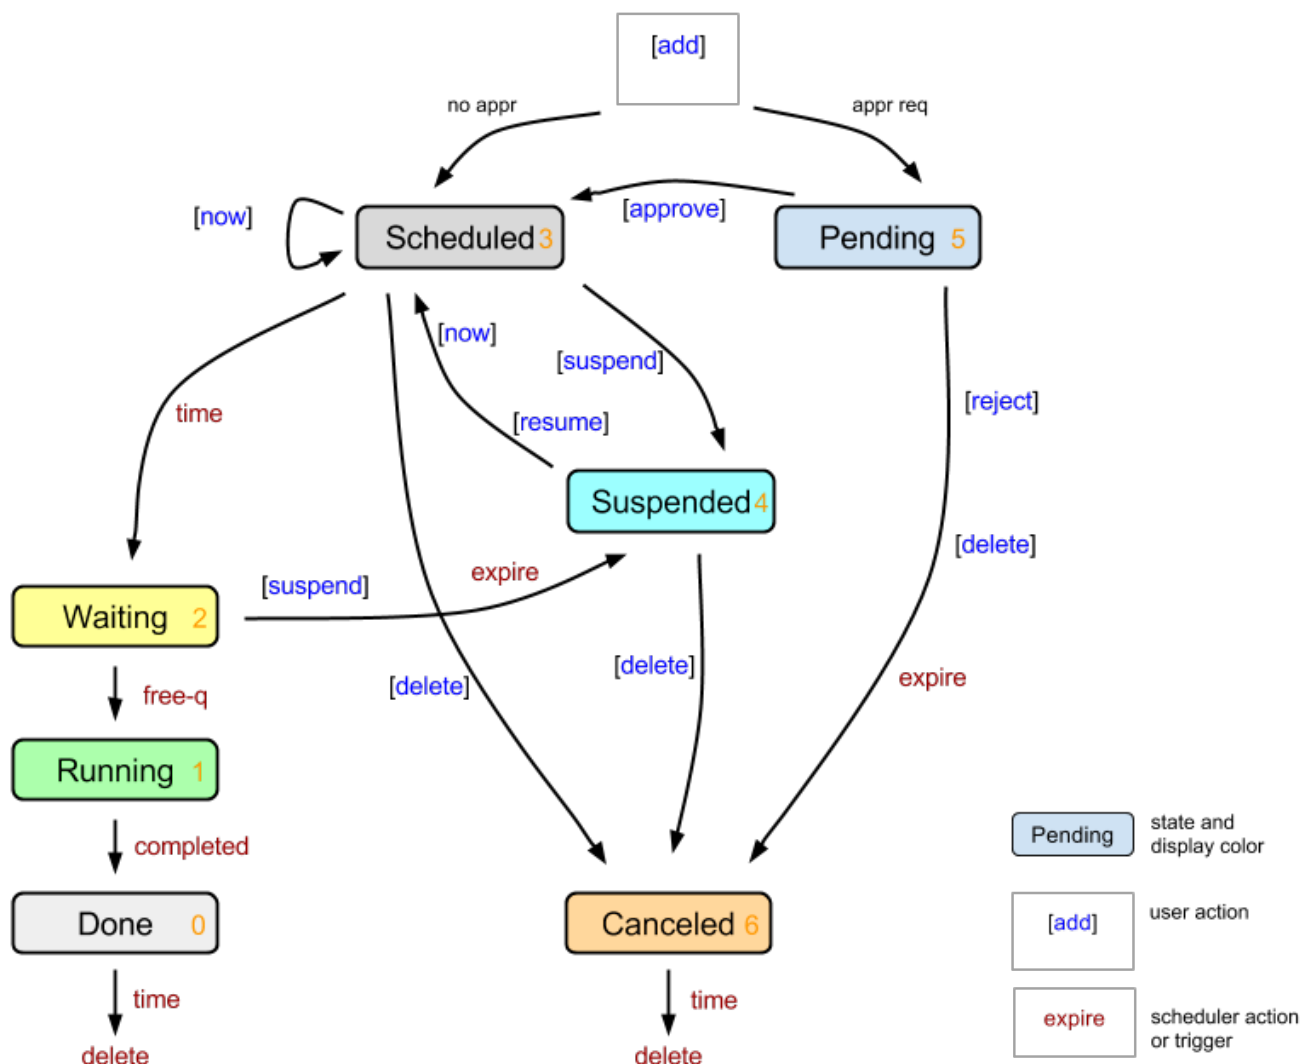 [add]
no appr
appr req
[now]
[approve]
Scheduled 3
Pending 5
[now]
[suspend]
[reject]
time
[resume]
Suspended 4
[delete]
[suspend]
expire
Waiting 2
[delete]
[delete]
expire
free-q
Running 1
completed
Pending
state and
display color
Done 0
Canceled 6
[add]
user action
time
time
expire
scheduler action
or trigger
delete
delete